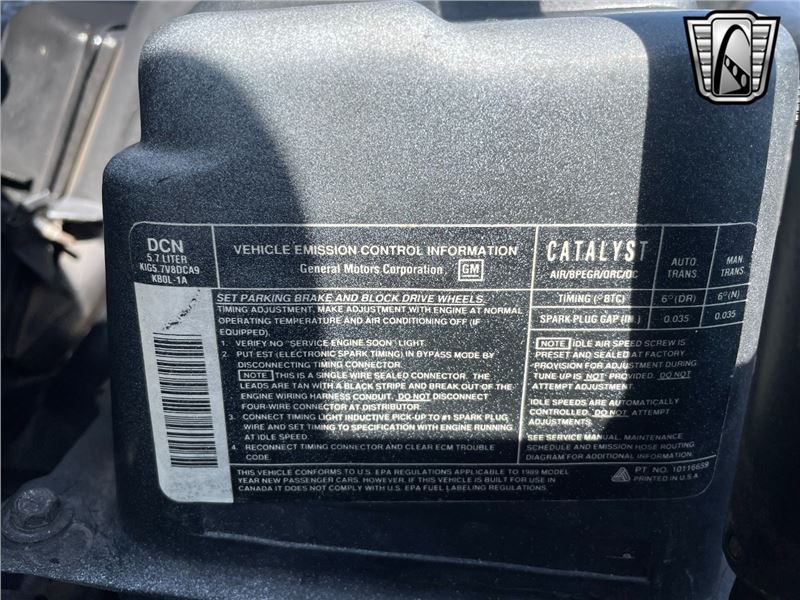 DCN
5.7 LITER
KIG5.7V8DCA9
KB0L-1A
VEHICLE EMISSION CONTROL INFORMATION
General Motors Corporation GM
CATALYST
AIR/BPEGR/ORC/OC
AUTO. TRANS.
MAN. TRANS.
TIMING (°BTC) 6°(DR) 6°(N)
SPARK PLUG GAP (IN.) 0.035 0.035
SET PARKING BRAKE AND BLOCK DRIVE WHEELS.
TIMING ADJUSTMENT, MAKE ADJUSTMENT WITH ENGINE AT NORMAL
OPERATING TEMPERATURE AND AIR CONDITIONING OFF (IF
EQUIPPED).
1. VERIFY NO "SERVICE ENGINE SOON" LIGHT.
2. PUT EST (ELECTRONIC SPARK TIMING) IN BYPASS MODE BY
DISCONNECTING TIMING CONNECTOR.
NOTE THIS IS A SINGLE WIRE SEALED CONNECTOR. THE
LEADS ARE TAN WITH A BLACK STRIPE AND BREAK OUT OF THE
ENGINE WIRING HARNESS CONDUIT. DO NOT DISCONNECT
FOUR-WIRE CONNECTOR AT DISTRIBUTOR.
3. CONNECT TIMING LIGHT INDUCTIVE PICK-UP TO #1 SPARK PLUG
WIRE AND SET TIMING TO SPECIFICATION WITH ENGINE RUNNING
AT IDLE SPEED.
4. RECONNECT TIMING CONNECTOR AND CLEAR ECM TROUBLE
CODE.
NOTE IDLE AIR SPEED SCREW IS
PRESET AND SEALED AT FACTORY.
PROVISION FOR ADJUSTMENT DURING
TUNE-UP IS NOT PROVIDED. DO NOT
ATTEMPT ADJUSTMENT.
IDLE SPEEDS ARE AUTOMATICALLY
CONTROLLED. DO NOT ATTEMPT
ADJUSTMENTS.
SEE SERVICE MANUAL, MAINTENANCE
SCHEDULE AND EMISSION HOSE ROUTING
DIAGRAM FOR ADDITIONAL INFORMATION.
THIS VEHICLE CONFORMS TO U.S. EPA REGULATIONS APPLICABLE TO 1989 MODEL
YEAR NEW PASSENGER CARS. HOWEVER, IF THIS VEHICLE IS BUILT FOR USE IN
CANADA IT DOES NOT COMPLY WITH U.S. EPA FUEL LABELING REGULATIONS.
PT. NO. 10116659
PRINTED IN U.S.A